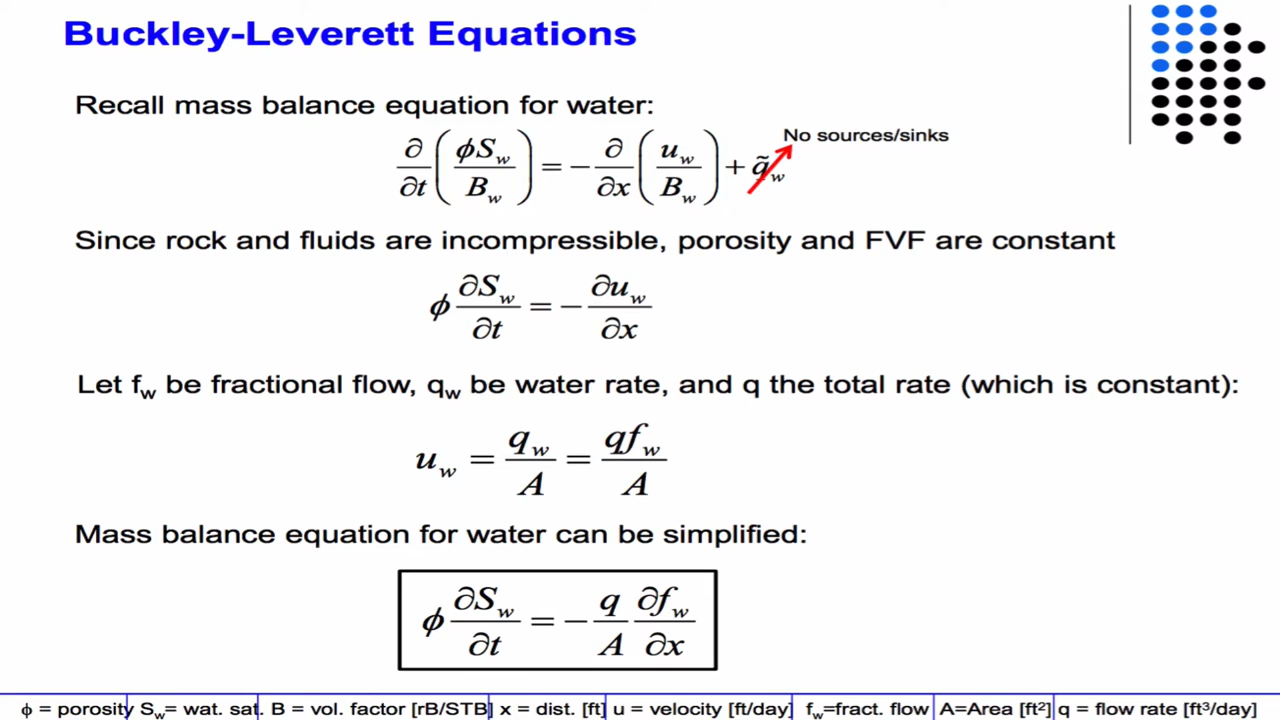 Buckley-Leverett Equations
Recall mass balance equation for water:
No sources/sinks
∂/∂t (ϕS_w/B_w) = − ∂/∂x (u_w/B_w) + q̃_w
Since rock and fluids are incompressible, porosity and FVF are constant
ϕ ∂S_w/∂t = − ∂u_w/∂x
Let f_w be fractional flow, q_w be water rate, and q the total rate (which is constant):
u_w = q_w/A = qf_w/A
Mass balance equation for water can be simplified:
ϕ ∂S_w/∂t = − q/A ∂f_w/∂x
ϕ = porosity S_w= wat. sat. B = vol. factor [rB/STB] x = dist. [ft] u = velocity [ft/day] f_w=fract. flow A=Area [ft²] q = flow rate [ft³/day]